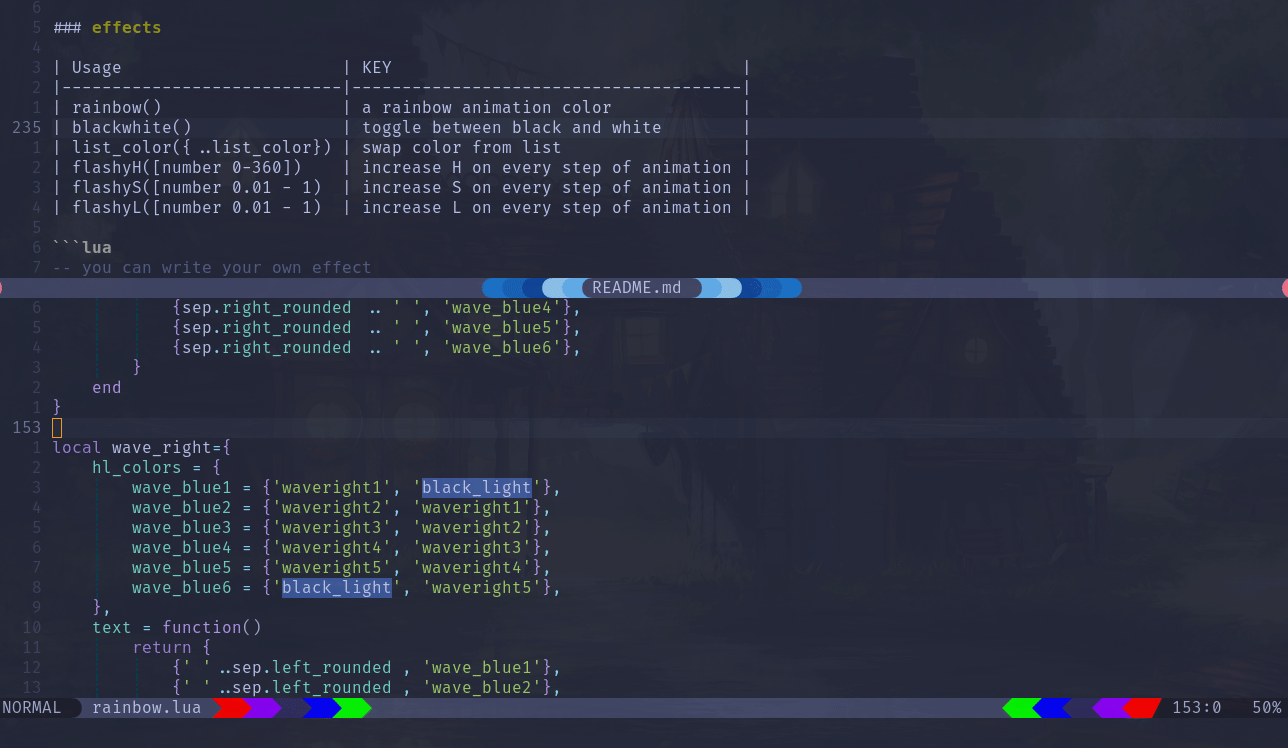 6
5 ### effects
4
3 | Usage                      | KEY                                   |
2 |----------------------------|---------------------------------------|
1 | rainbow()                  | a rainbow animation color             |
235 | blackwhite()               | toggle between black and white        |
1 | list_color({ ..list_color}) | swap color from list                  |
2 | flashyH([number 0-360])    | increase H on every step of animation |
3 | flashyS([number 0.01 - 1)  | increase S on every step of animation |
4 | flashyL([number 0.01 - 1)  | increase L on every step of animation |
5
6 ```lua
7 -- you can write your own effect
README.md
6             {sep.right_rounded  .. ' ', 'wave_blue4'},
5             {sep.right_rounded  .. ' ', 'wave_blue5'},
4             {sep.right_rounded  .. ' ', 'wave_blue6'},
3         }
2     end
1 }
153
1 local wave_right={
2     hl_colors = {
3         wave_blue1 = {'waveright1', 'black_light'},
4         wave_blue2 = {'waveright2', 'waveright1'},
5         wave_blue3 = {'waveright3', 'waveright2'},
6         wave_blue4 = {'waveright4', 'waveright3'},
7         wave_blue5 = {'waveright5', 'waveright4'},
8         wave_blue6 = {'black_light', 'waveright5'},
9     },
10     text = function()
11         return {
12             {' ' ..sep.left_rounded , 'wave_blue1'},
13             {' ' ..sep.left_rounded , 'wave_blue2'},
NORMAL rainbow.lua 153:0 50%